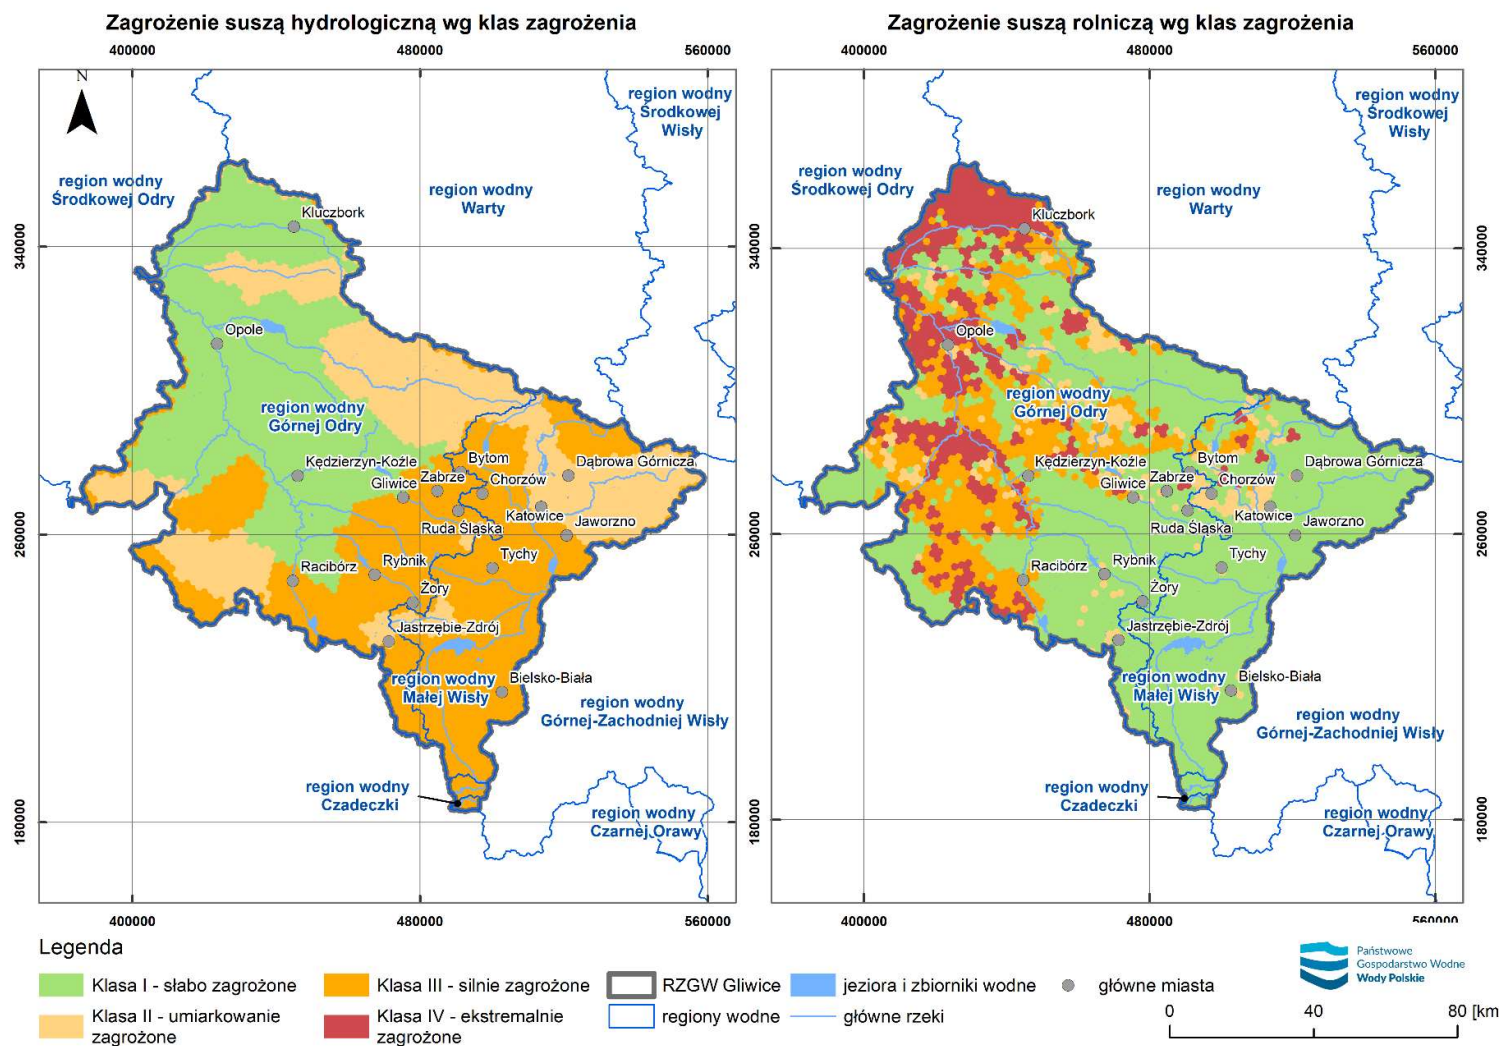 Zagrożenie suszą hydrologiczną wg klas zagrożenia
400000
480000
560000
N
region wodny
Środkowej
Wisły
region wodny
Środkowej Odry
region wodny
Warty
Kluczbork
340000
340000
Opole
region wodny
Górnej Odry
Kędzierzyn-Koźle
Bytom
Dąbrowa Górnicza
Zabrze
Gliwice
Chorzów
Katowice
Jaworzno
Ruda Śląska
260000
260000
Tychy
Rybnik
Racibórz
Żory
Jastrzębie-Zdrój
region wodny
Małej Wisły
Bielsko-Biała
region wodny
Górnej-Zachodniej Wisły
region wodny
Czadeczki
region wodny
Czarnej Orawy
180000
180000
400000
480000
560000
Zagrożenie suszą rolniczą wg klas zagrożenia
400000
480000
560000
region wodny
Środkowej
Wisły
region wodny
Środkowej Odry
region wodny
Warty
Kluczbork
340000
Opole
region wodny
Górnej Odry
Kędzierzyn-Koźle
Bytom
Dąbrowa Górnicza
Zabrze
Gliwice
Chorzów
Katowice
Jaworzno
Ruda Śląska
260000
Tychy
Rybnik
Racibórz
Żory
Jastrzębie-Zdrój
region wodny
Małej Wisły
Bielsko-Biała
region wodny
Górnej-Zachodniej Wisły
region wodny
Czadeczki
region wodny
Czarnej Orawy
180000
400000
480000
560000
Legenda
Klasa I - słabo zagrożone
Klasa II - umiarkowanie
zagrożone
Klasa III - silnie zagrożone
Klasa IV - ekstremalnie
zagrożone
RZGW Gliwice
regiony wodne
jeziora i zbiorniki wodne
główne rzeki
główne miasta
Państwowe
Gospodarstwo Wodne
Wody Polskie
0 40 80 [km